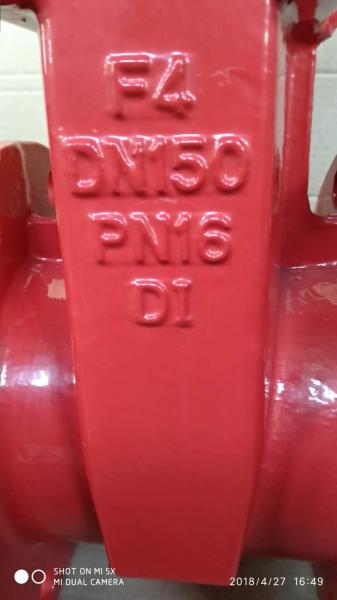 F4
DN150
PN16
DI
SHOT ON MI 5X
MI DUAL CAMERA
2018/4/27 16:49